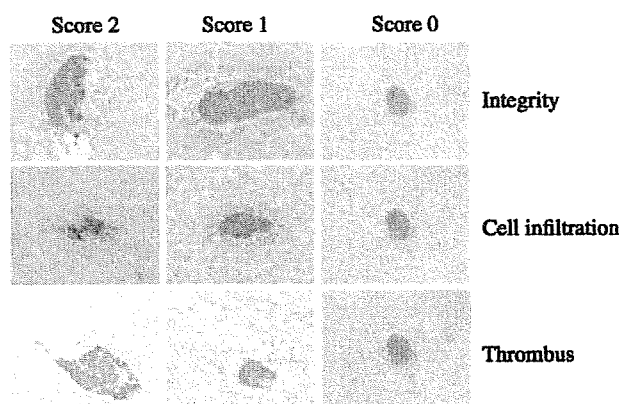 Score 2 Score 1 Score 0
Integrity
Cell infiltration
Thrombus